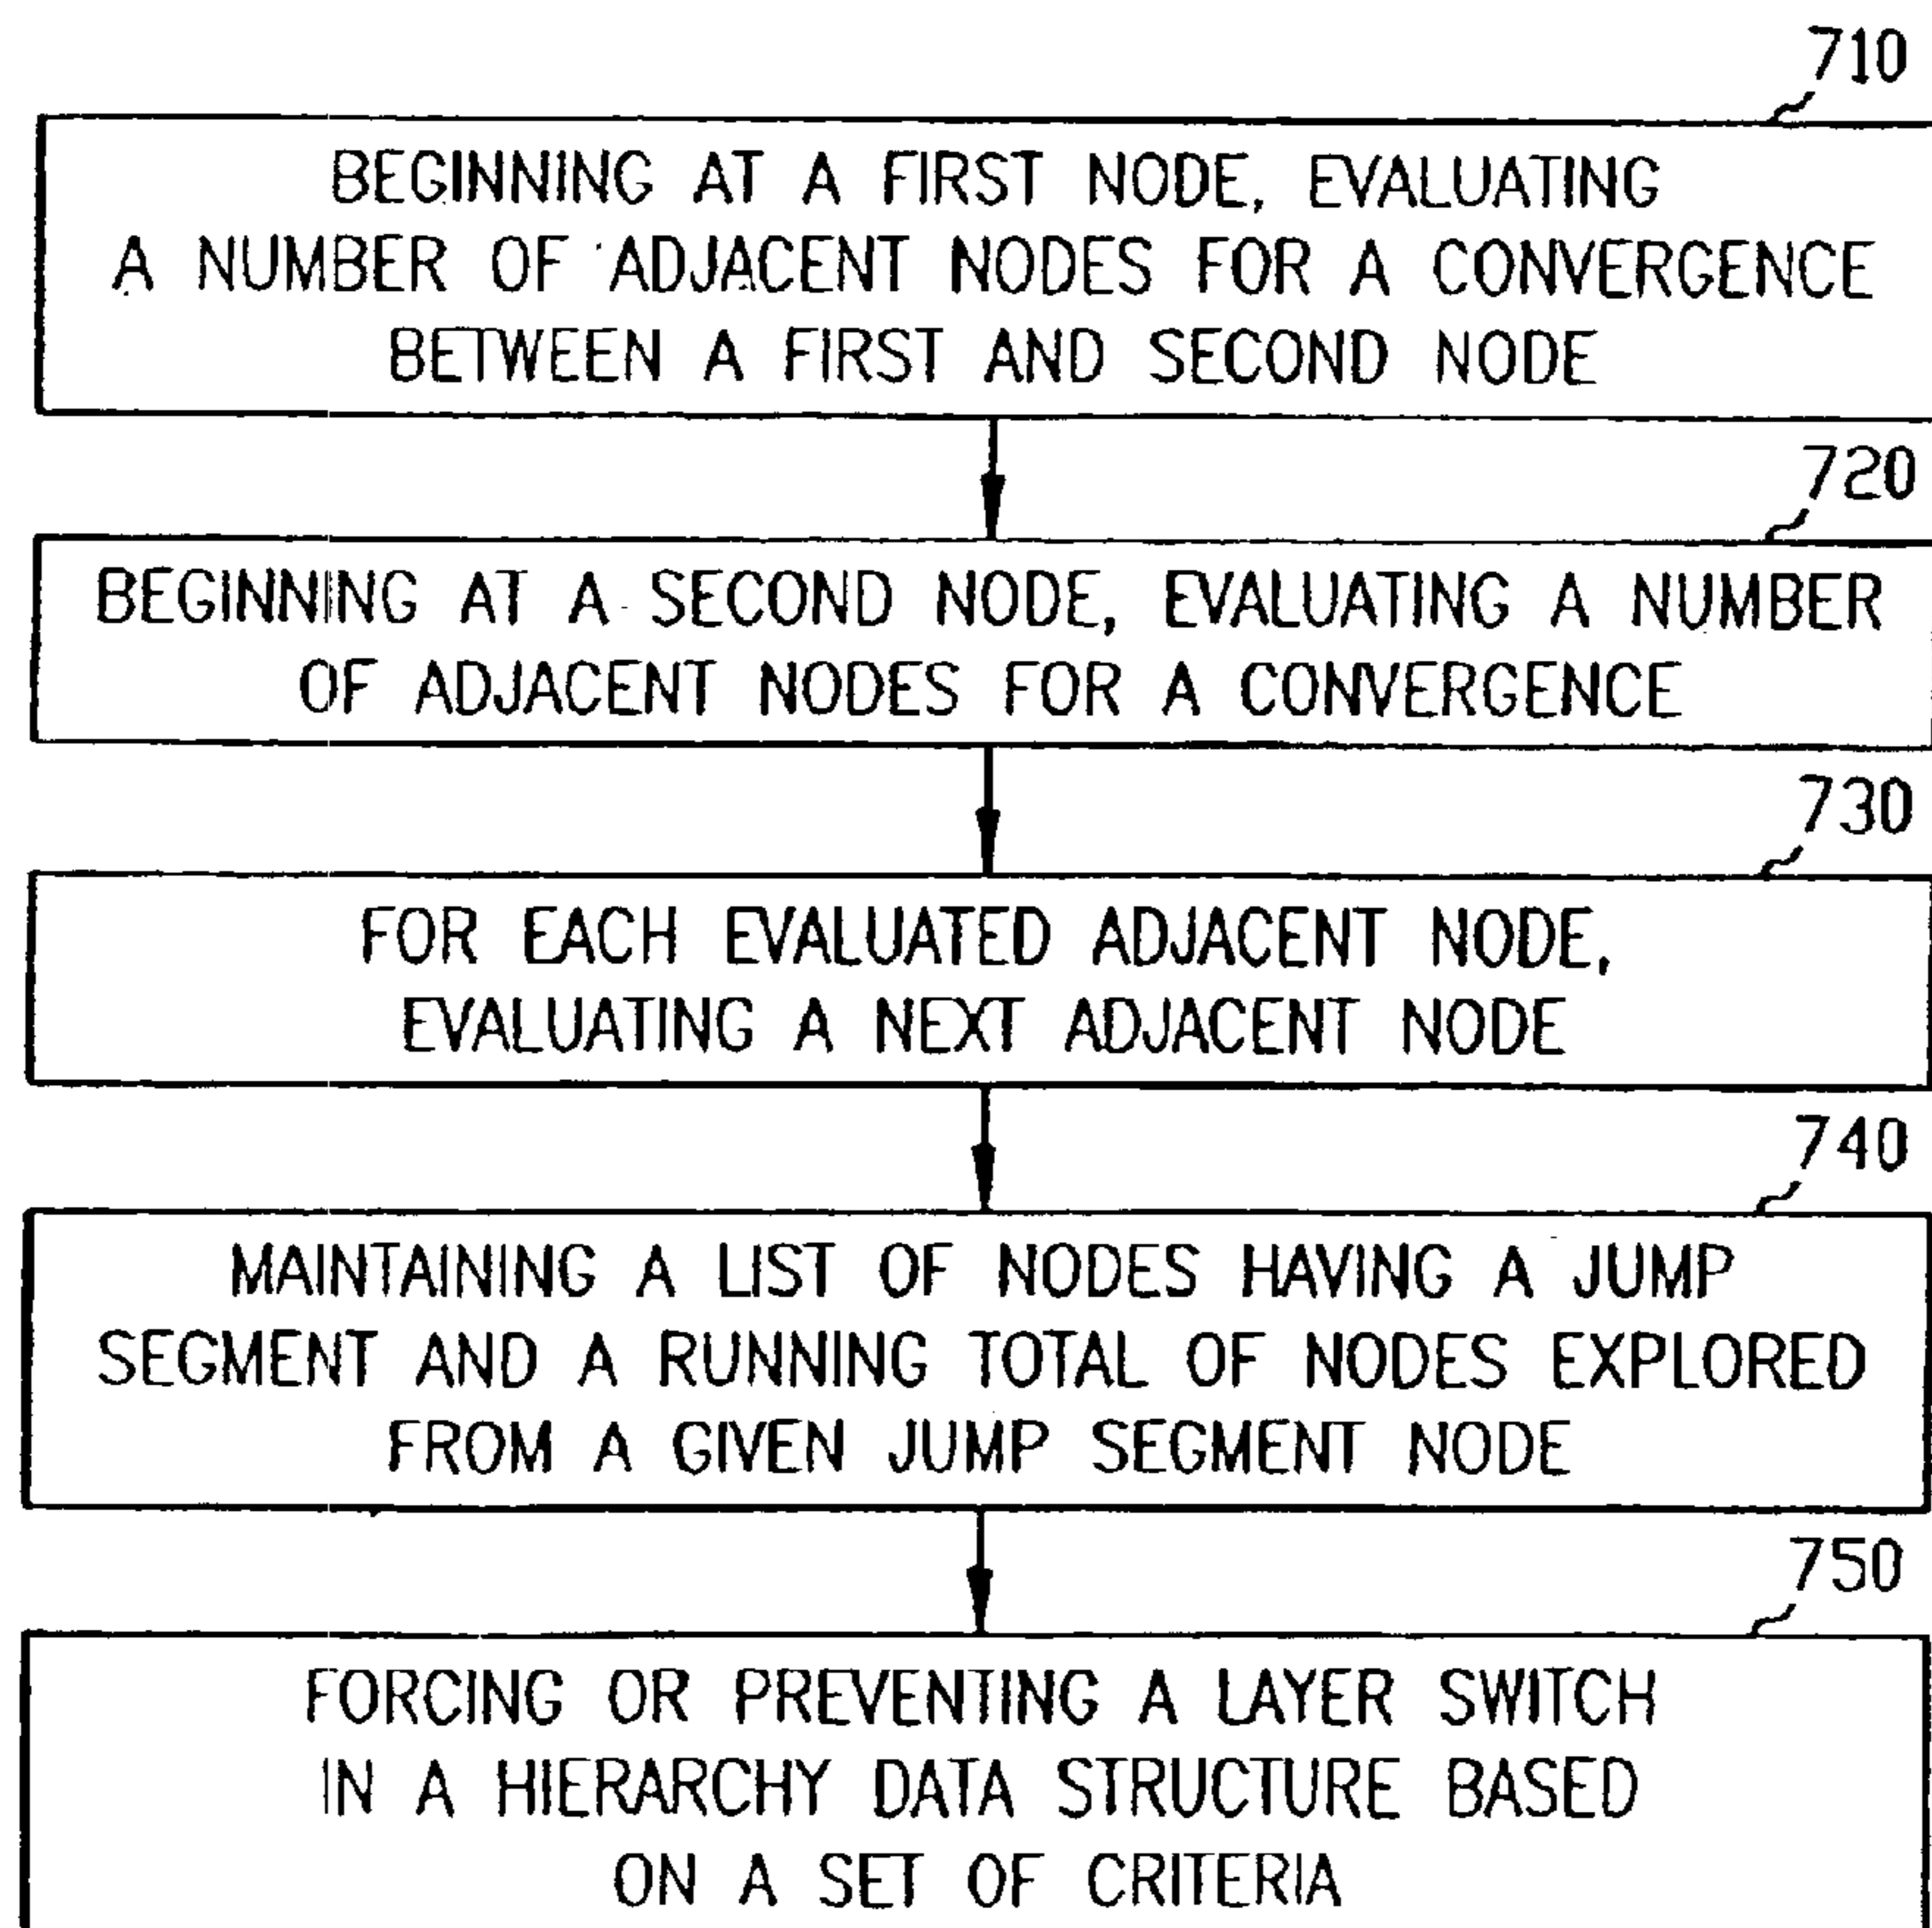 710
BEGINNING AT A FIRST NODE, EVALUATING
A NUMBER OF ADJACENT NODES FOR A CONVERGENCE
BETWEEN A FIRST AND SECOND NODE
720
BEGINNING AT A SECOND NODE, EVALUATING A NUMBER
OF ADJACENT NODES FOR A CONVERGENCE
730
FOR EACH EVALUATED ADJACENT NODE,
EVALUATING A NEXT ADJACENT NODE
740
MAINTAINING A LIST OF NODES HAVING A JUMP
SEGMENT AND A RUNNING TOTAL OF NODES EXPLORED
FROM A GIVEN JUMP SEGMENT NODE
750
FORCING OR PREVENTING A LAYER SWITCH
IN A HIERARCHY DATA STRUCTURE BASED
ON A SET OF CRITERIA